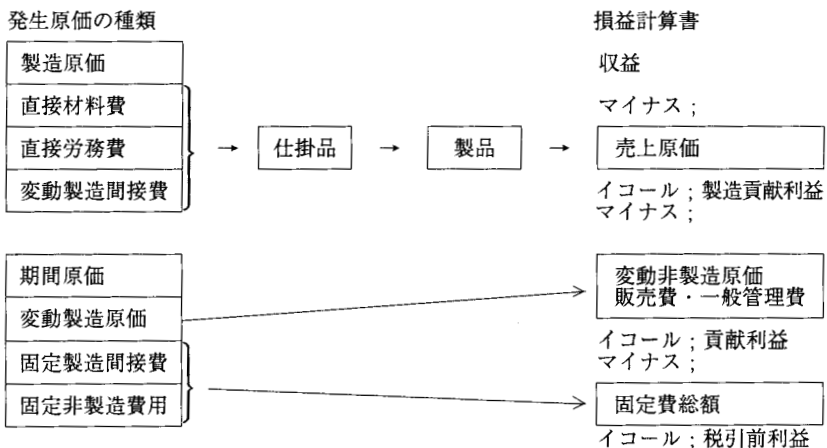 発生原価の種類
製造原価
直接材料費
直接労務費
変動製造間接費
→ 仕掛品 → 製品 →
損益計算書
収益
マイナス；
売上原価
イコール；製造貢献利益
マイナス；
期間原価
変動製造原価
固定製造間接費
固定非製造費用
変動非製造原価
販売費・一般管理費
イコール；貢献利益
マイナス；
固定費総額
イコール；税引前利益